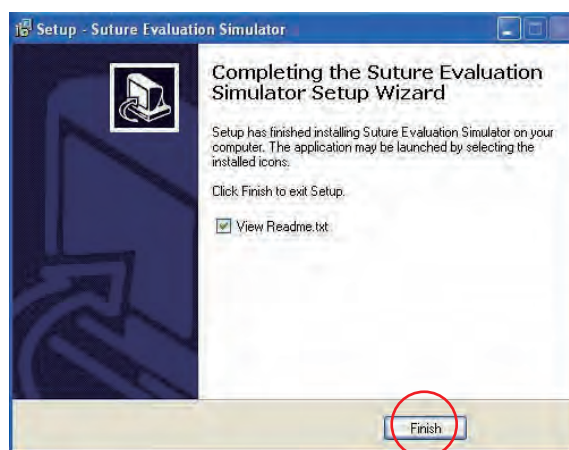 Setup - Suture Evaluation Simulator
Completing the Suture Evaluation
Simulator Setup Wizard
Setup has finished installing Suture Evaluation Simulator on your
computer. The application may be launched by selecting the
installed icons.
Click Finish to exit Setup.
View Readme.txt
Finish